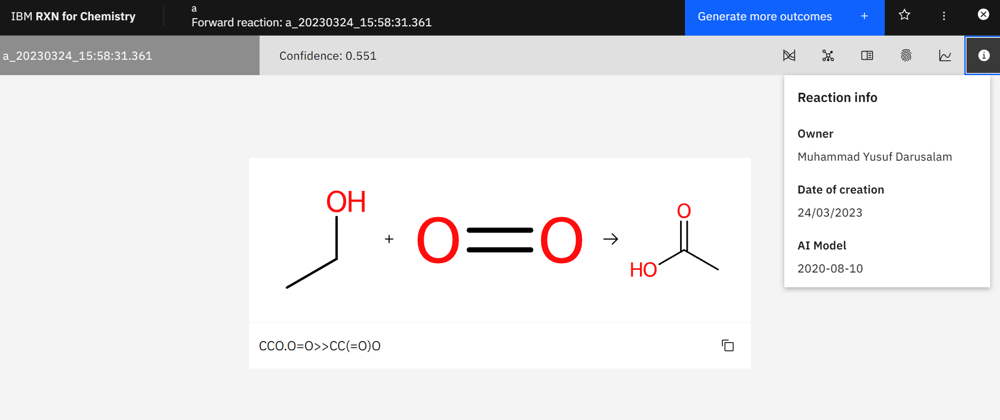 IBM RXN for Chemistry
a
Forward reaction: a_20230324_15:58:31.361
Generate more outcomes +
a_20230324_15:58:31.361
Confidence: 0.551
Reaction info
Owner
Muhammad Yusuf Darusalam
Date of creation
24/03/2023
AI Model
2020-08-10
OH
+
O O
→
O
HO
CCO.O=O>>CC(=O)O